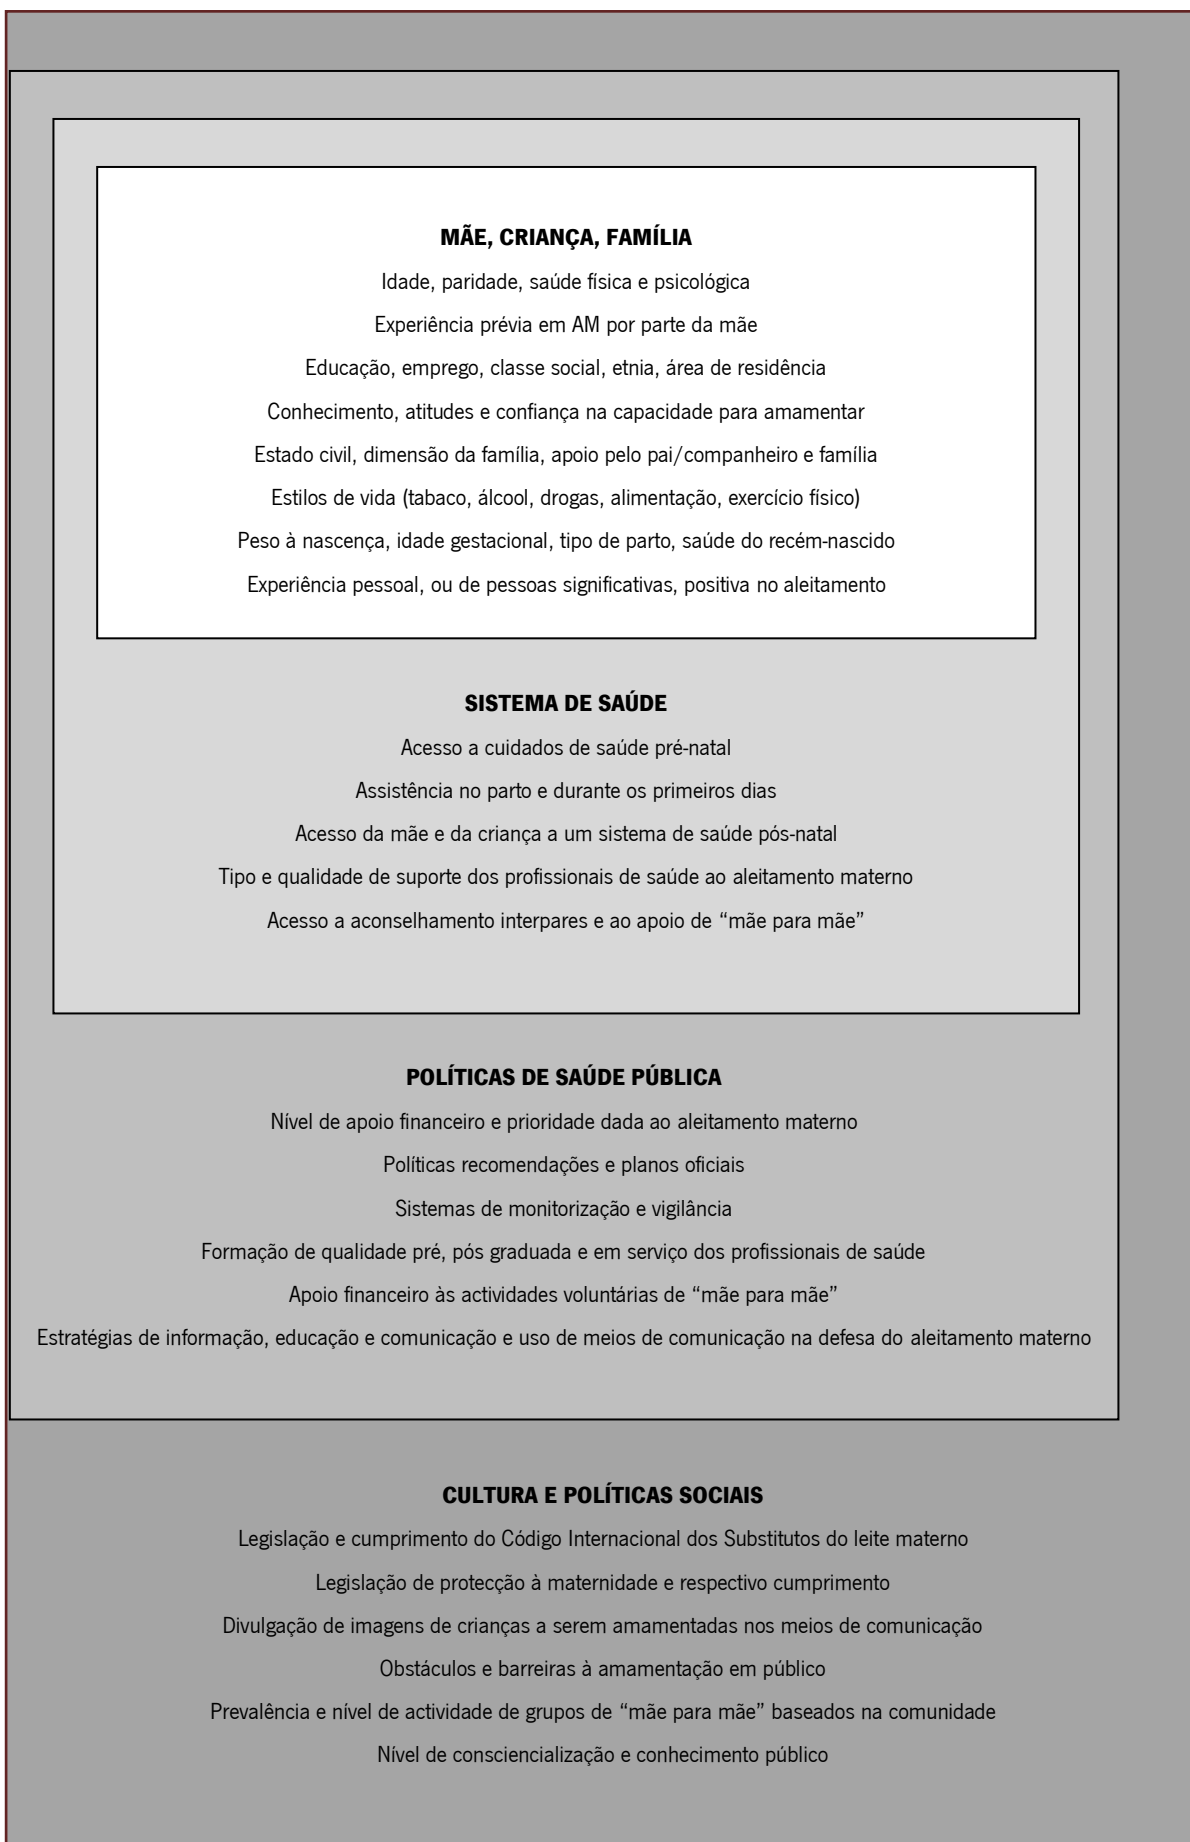 MÃE, CRIANÇA, FAMÍLIA
Idade, paridade, saúde física e psicológica
Experiência prévia em AM por parte da mãe
Educação, emprego, classe social, etnia, área de residência
Conhecimento, atitudes e confiança na capacidade para amamentar
Estado civil, dimensão da família, apoio pelo pai/companheiro e família
Estilos de vida (tabaco, álcool, drogas, alimentação, exercício físico)
Peso à nascença, idade gestacional, tipo de parto, saúde do recém-nascido
Experiência pessoal, ou de pessoas significativas, positiva no aleitamento
SISTEMA DE SAÚDE
Acesso a cuidados de saúde pré-natal
Assistência no parto e durante os primeiros dias
Acesso da mãe e da criança a um sistema de saúde pós-natal
Tipo e qualidade de suporte dos profissionais de saúde ao aleitamento materno
Acesso a aconselhamento interpares e ao apoio de “mãe para mãe”
POLÍTICAS DE SAÚDE PÚBLICA
Nível de apoio financeiro e prioridade dada ao aleitamento materno
Políticas recomendações e planos oficiais
Sistemas de monitorização e vigilância
Formação de qualidade pré, pós graduada e em serviço dos profissionais de saúde
Apoio financeiro às actividades voluntárias de “mãe para mãe”
Estratégias de informação, educação e comunicação e uso de meios de comunicação na defesa do aleitamento materno
CULTURA E POLÍTICAS SOCIAIS
Legislação e cumprimento do Código Internacional dos Substitutos do leite materno
Legislação de protecção à maternidade e respectivo cumprimento
Divulgação de imagens de crianças a serem amamentadas nos meios de comunicação
Obstáculos e barreiras à amamentação em público
Prevalência e nível de actividade de grupos de “mãe para mãe” baseados na comunidade
Nível de consciencialização e conhecimento público